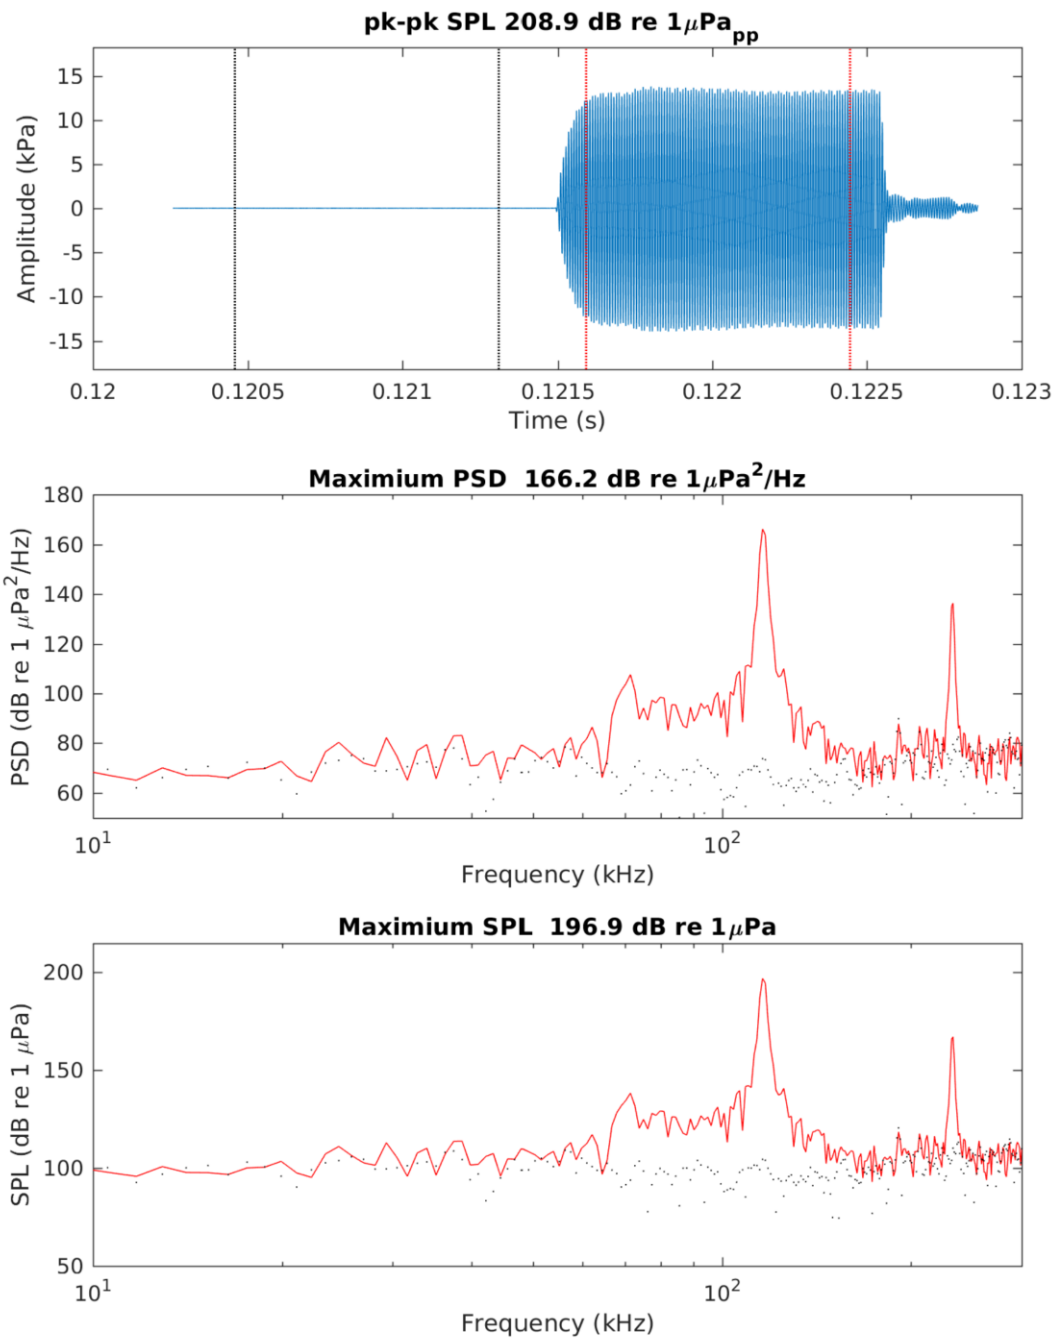 pk-pk SPL 208.9 dB re 1μPa_pp
15
10
5
0
-5
-10
-15
Amplitude (kPa)
0.12 0.1205 0.121 0.1215 0.122 0.1225 0.123
Time (s)
Maximium PSD 166.2 dB re 1μPa²/Hz
180
160
140
120
100
80
60
PSD (dB re 1 μPa²/Hz)
10¹ 10²
Frequency (kHz)
Maximium SPL 196.9 dB re 1μPa
200
150
100
50
SPL (dB re 1 μPa)
10¹ 10²
Frequency (kHz)